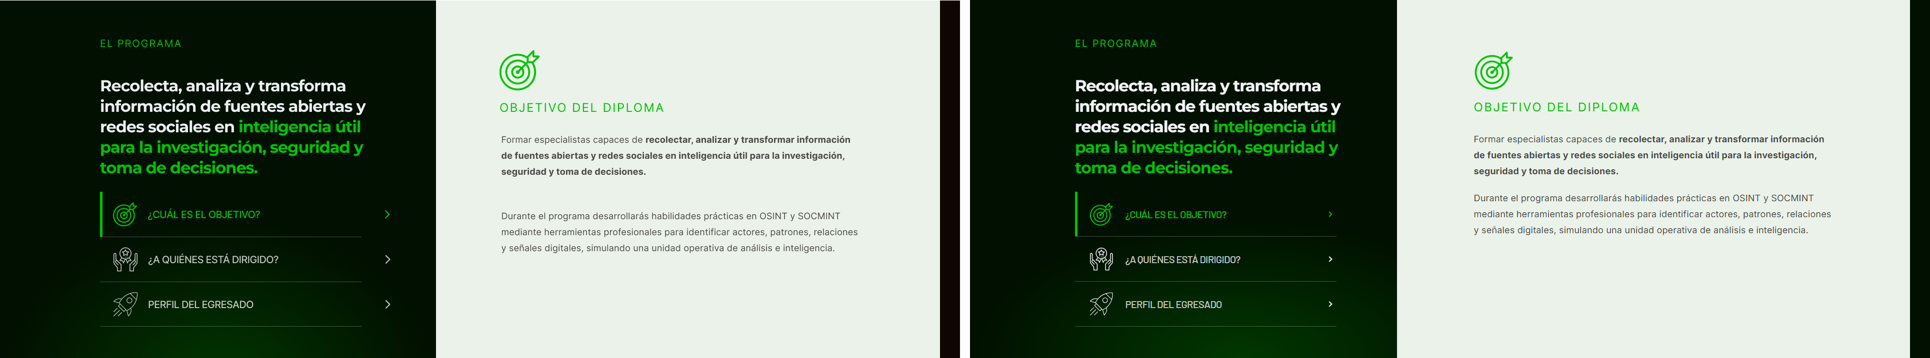 EL PROGRAMA
Recolecta, analiza y transforma
información de fuentes abiertas y
redes sociales en inteligencia útil
para la investigación, seguridad y
toma de decisiones.
¿CUÁL ES EL OBJETIVO?
¿A QUIÉNES ESTÁ DIRIGIDO?
PERFIL DEL EGRESADO
OBJETIVO DEL DIPLOMA
Formar especialistas capaces de recolectar, analizar y transformar información
de fuentes abiertas y redes sociales en inteligencia útil para la investigación,
seguridad y toma de decisiones.
Durante el programa desarrollarás habilidades prácticas en OSINT y SOCMINT
mediante herramientas profesionales para identificar actores, patrones, relaciones
y señales digitales, simulando una unidad operativa de análisis e inteligencia.
EL PROGRAMA
Recolecta, analiza y transforma
información de fuentes abiertas y
redes sociales en inteligencia útil
para la investigación, seguridad y
toma de decisiones.
¿CUÁL ES EL OBJETIVO?
¿A QUIÉNES ESTÁ DIRIGIDO?
PERFIL DEL EGRESADO
OBJETIVO DEL DIPLOMA
Formar especialistas capaces de recolectar, analizar y transformar información
de fuentes abiertas y redes sociales en inteligencia útil para la investigación,
seguridad y toma de decisiones.
Durante el programa desarrollarás habilidades prácticas en OSINT y SOCMINT
mediante herramientas profesionales para identificar actores, patrones, relaciones
y señales digitales, simulando una unidad operativa de análisis e inteligencia.